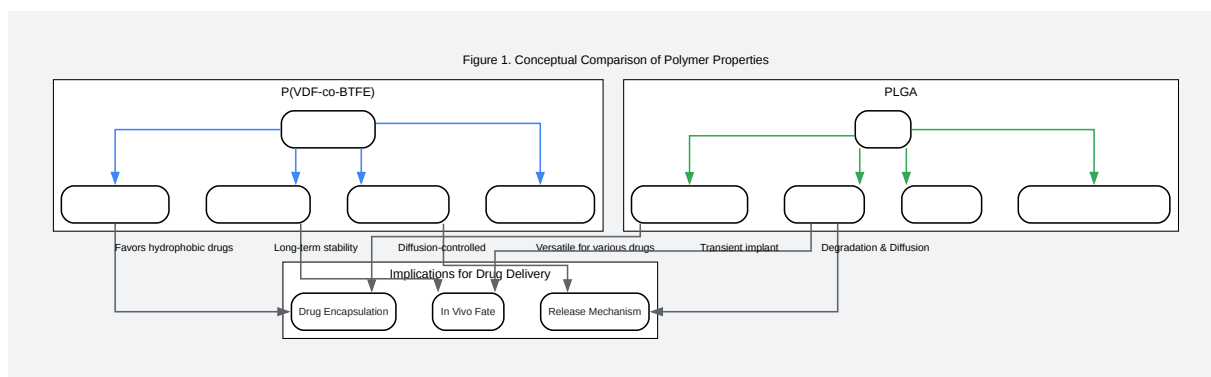 Figure 1. Conceptual Comparison of Polymer Properties
P(VDF-co-BTFE)
PLGA
Favors hydrophobic drugs
Long-term stability
Diffusion-controlled
Versatile for various drugs
Transient implant
Degradation & Diffusion
Implications for Drug Delivery
Drug Encapsulation
In Vivo Fate
Release Mechanism